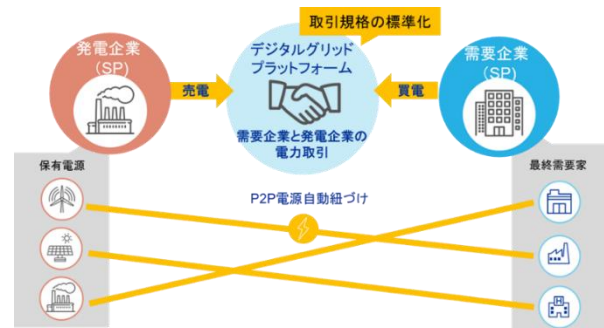 取引規格の標準化
発電企業
(SP)
デジタルグリッド
プラットフォーム
需要企業
(SP)
売電
買電
需要企業と発電企業の
電力取引
保有電源
最終需要家
P2P電源自動紐づけ